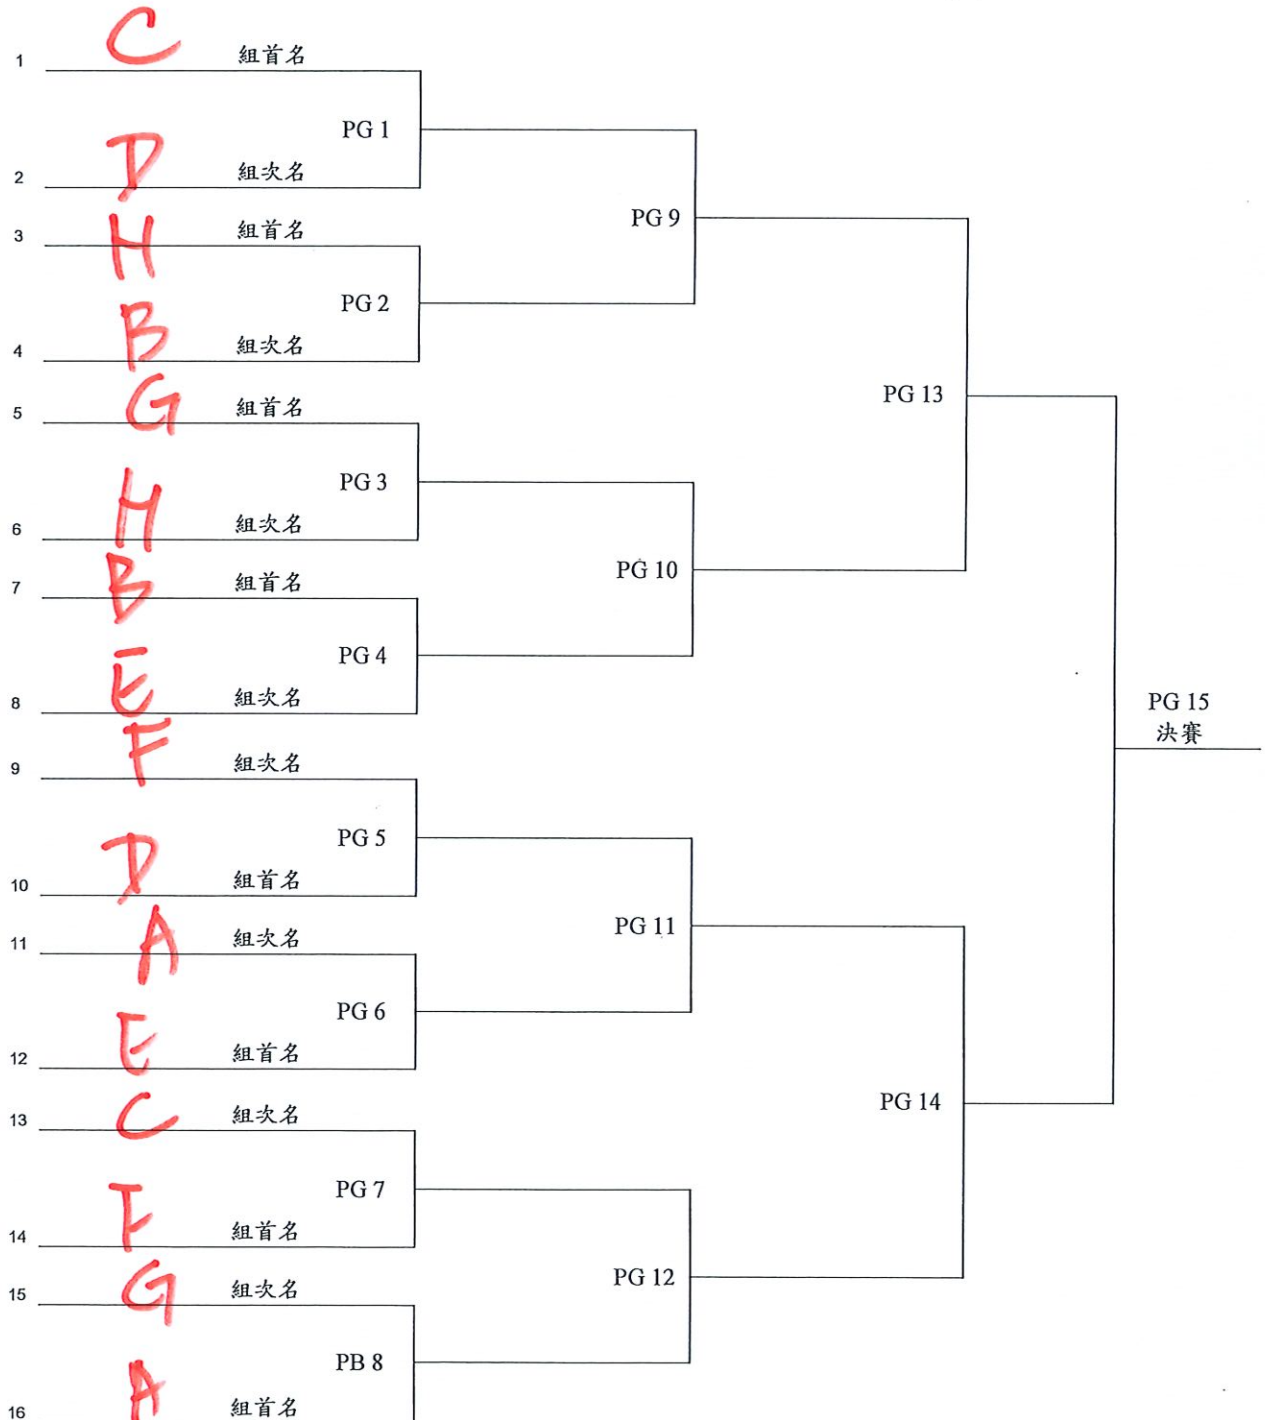 C
1 組首名
PG 1
D
2 組次名
H
3 組首名
PG 9
PG 2
B
4 組次名
G
5 組首名
PG 13
PG 3
H
6 組次名
B
7 組首名
PG 10
PG 4
E
8 組次名
PG 15
決賽
F
9 組次名
PG 5
D
10 組首名
A
11 組次名
PG 11
PG 6
E
12 組首名
C
13 組次名
PG 14
PG 7
F
14 組首名
G
15 組次名
PG 12
PB 8
A
16 組首名